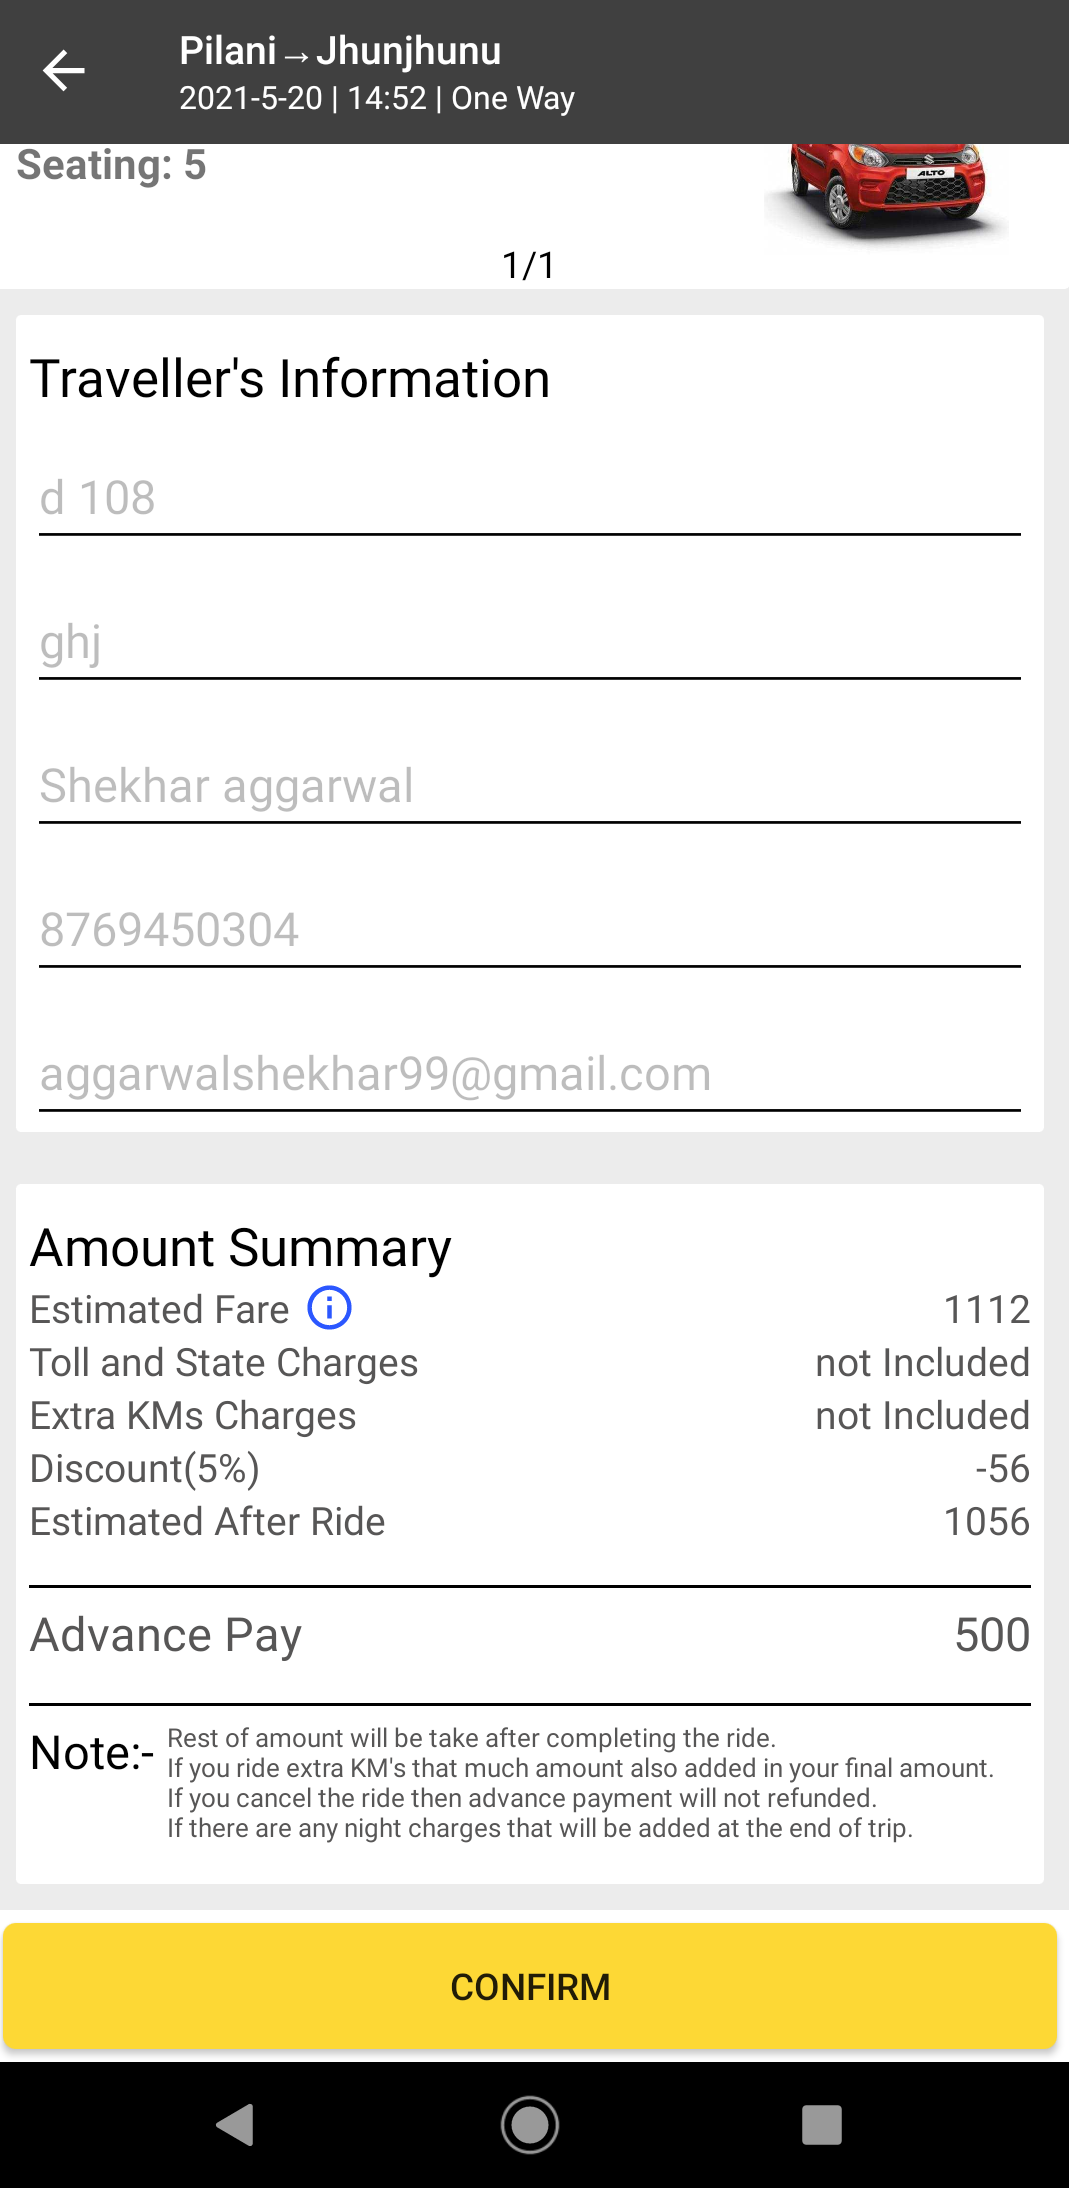 Pilani→Jhunjhunu
2021-5-20 | 14:52 | One Way
Seating: 5
ALTO
1/1
Traveller's Information
d 108
ghj
Shekhar aggarwal
8769450304
aggarwalshekhar99@gmail.com
Amount Summary
Estimated Fare 1112
Toll and State Charges not Included
Extra KMs Charges not Included
Discount(5%) -56
Estimated After Ride 1056
Advance Pay 500
Note:- Rest of amount will be take after completing the ride.
If you ride extra KM's that much amount also added in your final amount.
If you cancel the ride then advance payment will not refunded.
If there are any night charges that will be added at the end of trip.
CONFIRM